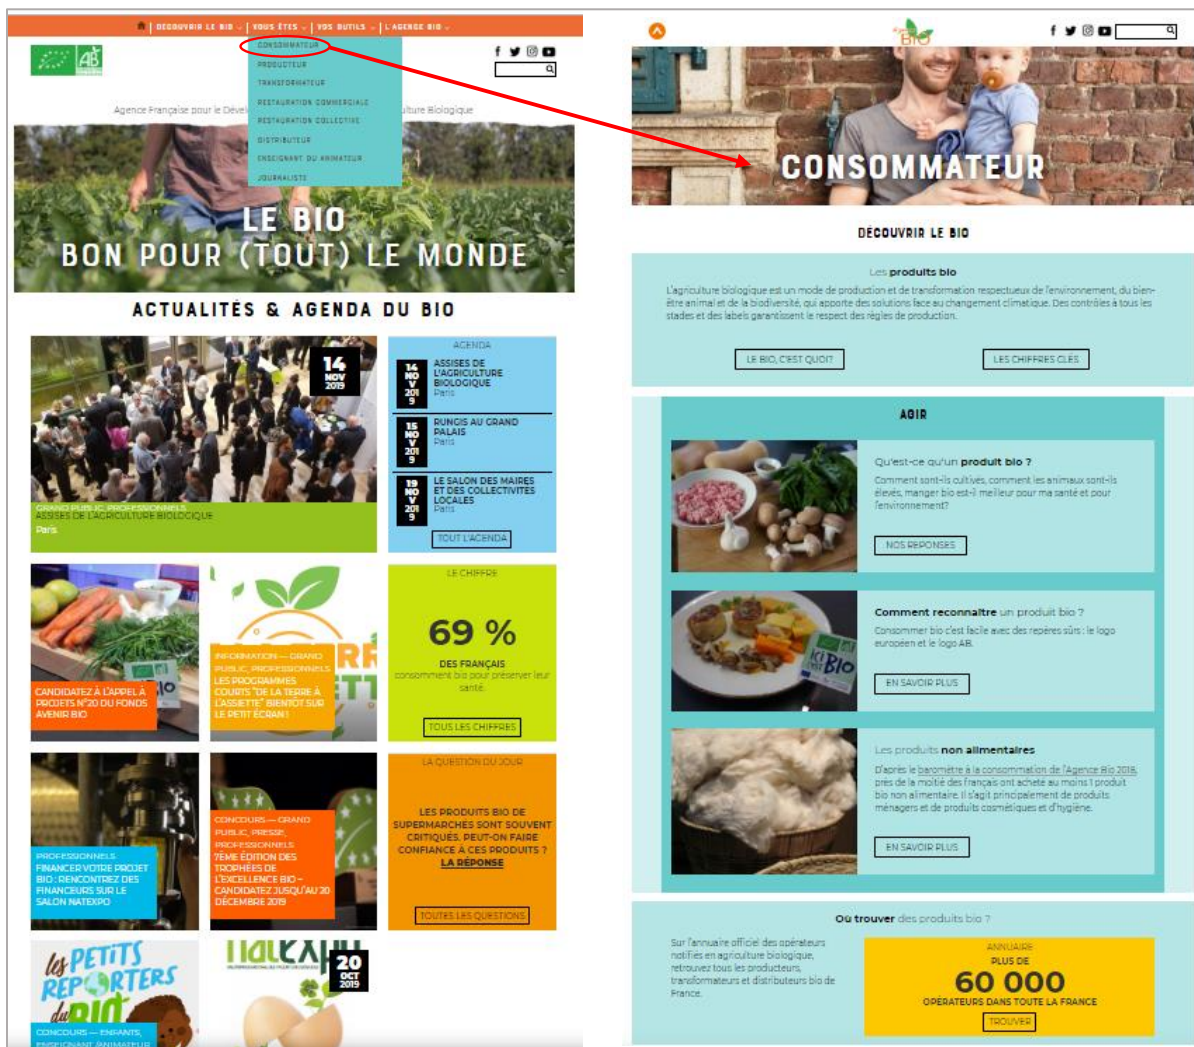 DÉCOUVRIR LE BIO
VOUS ÊTES
VOS OUTILS
L'AGENCE BIO
CONSOMMATEUR
PRODUCTEUR
TRANSFORMATEUR
RESTAURATION COMMERCIALE
RESTAURATION COLLECTIVE
DISTRIBUTEUR
ENSEIGNANT OU ANIMATEUR
JOURNALISTE
AB
Agence Française pour le Déve
ulture Biologique
LE BIO
BON POUR (TOUT) LE MONDE
ACTUALITÉS & AGENDA DU BIO
14
NOV
2019
GRAND PUBLIC, PROFESSIONNELS
ASSISES DE L'AGRICULTURE BIOLOGIQUE
Paris
AGENDA
14
NO
V
201
9
ASSISES DE
L'AGRICULTURE
BIOLOGIQUE
Paris
15
NO
V
201
9
RUNGIS AU GRAND
PALAIS
Paris
19
NO
V
201
9
LE SALON DES MAIRES
ET DES COLLECTIVITES
LOCALES
Paris
TOUT L'AGENDA
CANDIDATEZ À L'APPEL À
PROJETS N°20 DU FONDS
AVENIR BIO
INFORMATION — GRAND
PUBLIC, PROFESSIONNELS
LES PROGRAMMES
COURTS "DE LA TERRE À
L'ASSIETTE" BIENTÔT SUR
LE PETIT ÉCRAN !
LE CHIFFRE
69 %
DES FRANÇAIS
consomment bio pour préserver leur
santé.
TOUS LES CHIFFRES
PROFESSIONNELS
FINANCER VOTRE PROJET
BIO : RENCONTREZ DES
FINANCEURS SUR LE
SALON NATEXPO
CONCOURS — GRAND
PUBLIC, PRESSE,
PROFESSIONNELS
7ÈME ÉDITION DES
TROPHÉES DE
L'EXCELLENCE BIO –
CANDIDATEZ JUSQU'AU 20
DÉCEMBRE 2019
LA QUESTION DU JOUR
LES PRODUITS BIO DE
SUPERMARCHÉS SONT SOUVENT
CRITIQUÉS. PEUT-ON FAIRE
CONFIANCE À CES PRODUITS ?
LA RÉPONSE
TOUTES LES QUESTIONS
les PETITS
REPORTERS
du BIO
CONCOURS — ENFANTS,
ENSEIGNANT /ANIMATEUR
natexpo
20
OCT
2019
BIO
CONSOMMATEUR
DÉCOUVRIR LE BIO
Les produits bio
L'agriculture biologique est un mode de production et de transformation respectueux de l'environnement, du bien-
être animal et de la biodiversité, qui apporte des solutions face au changement climatique. Des contrôles à tous les
stades et des labels garantissent le respect des règles de production.
LE BIO, C'EST QUOI?
LES CHIFFRES CLÉS
AGIR
Qu'est-ce qu'un produit bio ?
Comment sont-ils cultivés, comment les animaux sont-ils
élevés, manger bio est-il meilleur pour ma santé et pour
l'environnement?
NOS REPONSES
ICI
BIO
Comment reconnaître un produit bio ?
Consommer bio c'est facile avec des repères sûrs : le logo
européen et le logo AB.
EN SAVOIR PLUS
Les produits non alimentaires
D'après le baromètre à la consommation de l'Agence Bio 2018,
près de la moitié des français ont acheté au moins 1 produit
bio non alimentaire. Il s'agit principalement de produits
ménagers et de produits cosmétiques et d'hygiène.
EN SAVOIR PLUS
Où trouver des produits bio ?
Sur l'annuaire officiel des opérateurs
notifiés en agriculture biologique,
retrouvez tous les producteurs,
transformateurs et distributeurs bio de
France.
ANNUAIRE
PLUS DE
60 000
OPÉRATEURS DANS TOUTE LA FRANCE
TROUVER